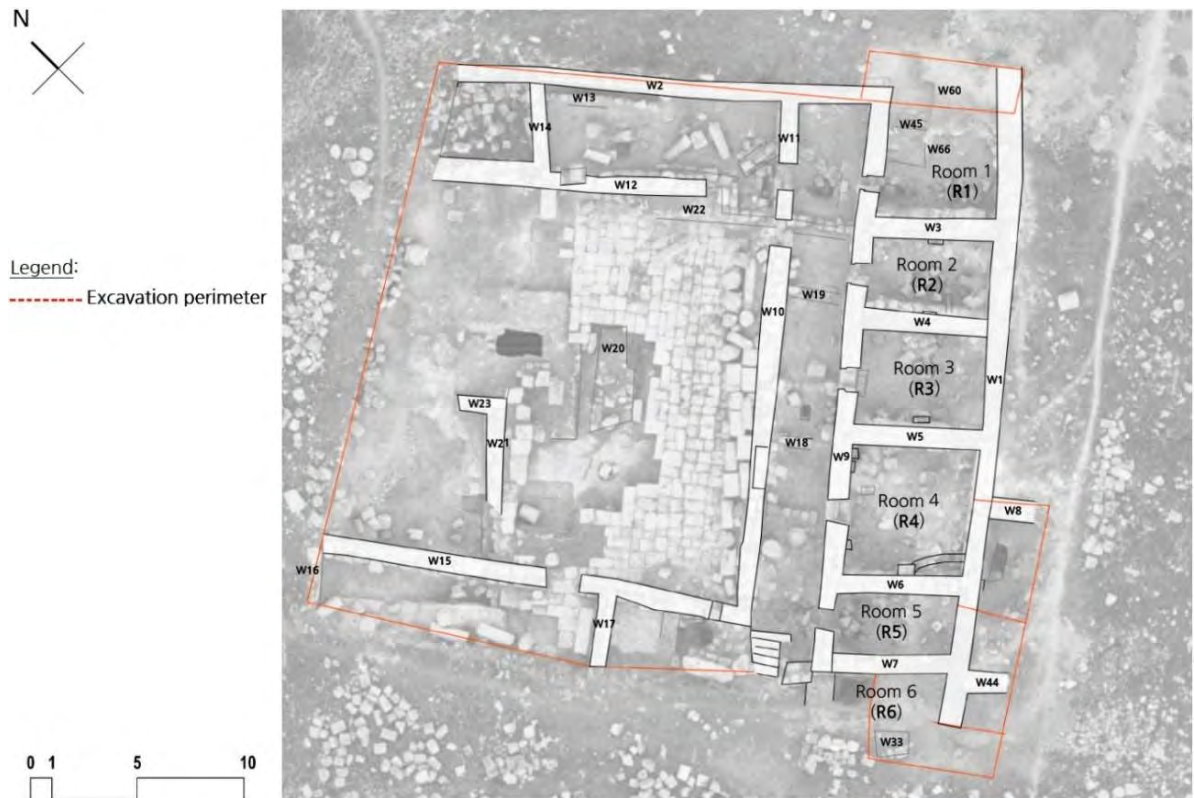 N
W2
W60
W13
W45
W14
W11
W66
Room 1
(R1)
W12
W22
W3
Legend:
Room 2
(R2)
Excavation perimeter
W19
W10
W4
W20
Room 3
(R3)
W1
W23
W5
W21
W18
W9
Room 4
(R4)
W8
W15
W16
W6
W17
Room 5
(R5)
W7
W44
Room 6
(R6)
W33
0 1 5 10